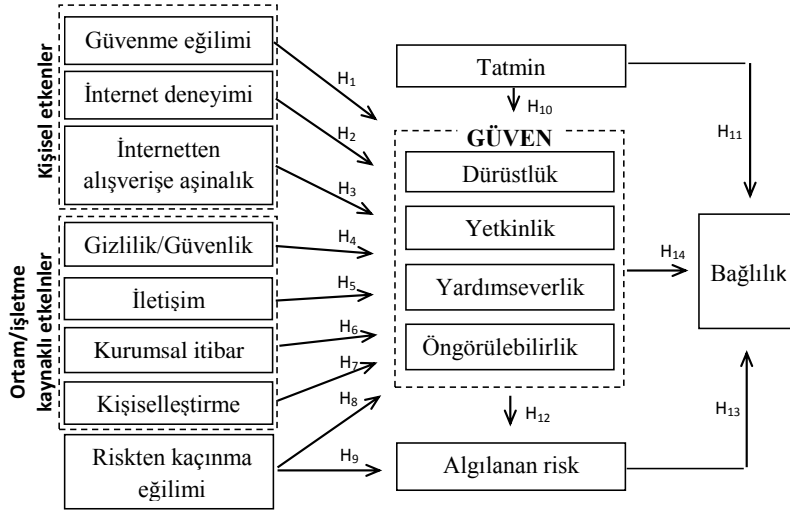 Kişisel etkenler
Güvenme eğilimi
İnternet deneyimi
İnternetten
alışverişe aşinalık
Ortam/işletme
kaynaklı etkelnler
Gizlilik/Güvenlik
İletişim
Kurumsal itibar
Kişiselleştirme
Riskten kaçınma
eğilimi
H1
H2
H3
H4
H5
H6
H7
H8
H9
Tatmin
H10
GÜVEN
Dürüstlük
Yetkinlik
Yardımseverlik
Öngörülebilirlik
H12
Algılanan risk
H11
H14
Bağlılık
H13